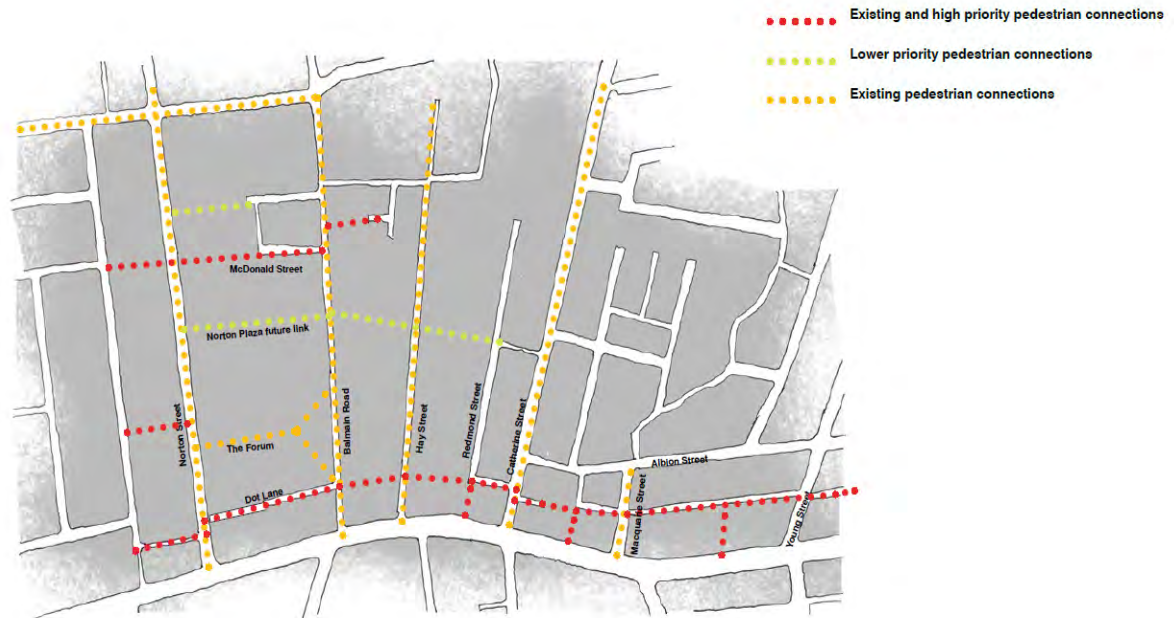 Existing and high priority pedestrian connections
Lower priority pedestrian connections
Existing pedestrian connections
McDonald Street
Norton Plaza future link
Norton Street
The Forum
Balmain Road
Hay Street
Redmond Street
Catherine Street
Albion Street
Dot Lane
Macquarie Street
Young Street